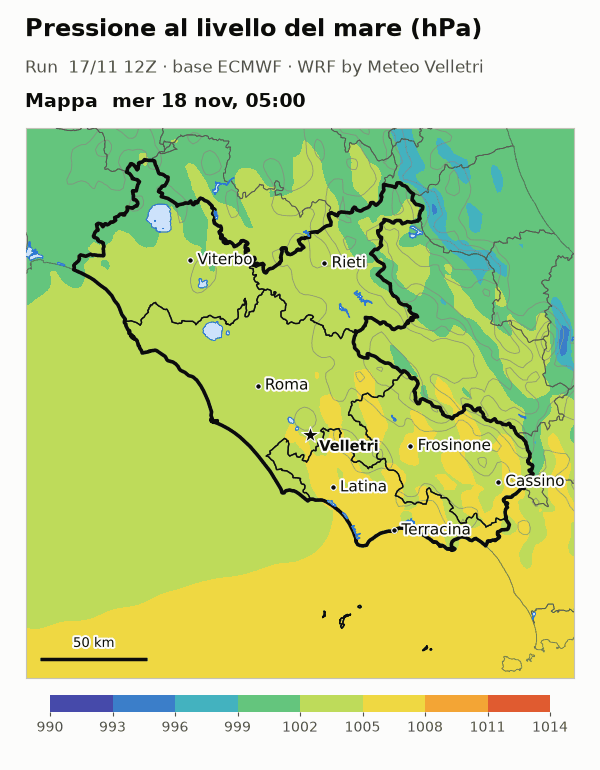 Pressione al livello del mare (hPa)
Run  17/11 12Z · base ECMWF · WRF by Meteo Velletri
Mappa  mer 18 nov, 05:00
Viterbo
Rieti
Roma
Velletri
Frosinone
Latina
Cassino
Terracina
50 km
990 993 996 999 1002 1005 1008 1011 1014